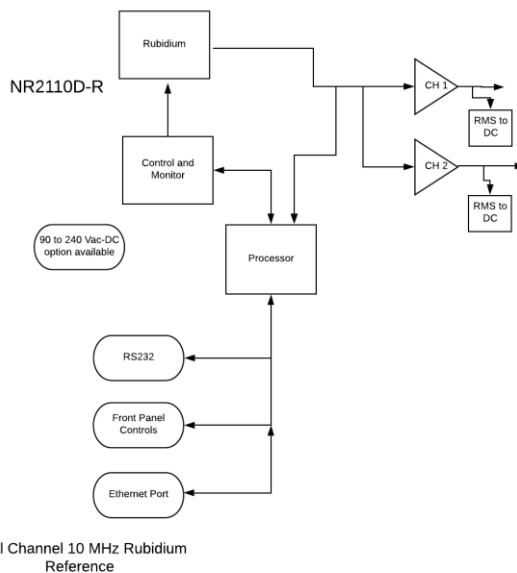 Rubidium
NR2110D-R
CH 1
RMS to
DC
Control and
Monitor
CH 2
RMS to
DC
90 to 240 Vac-DC
option available
Processor
RS232
Front Panel
Controls
Ethernet Port
l Channel 10 MHz Rubidium
Reference